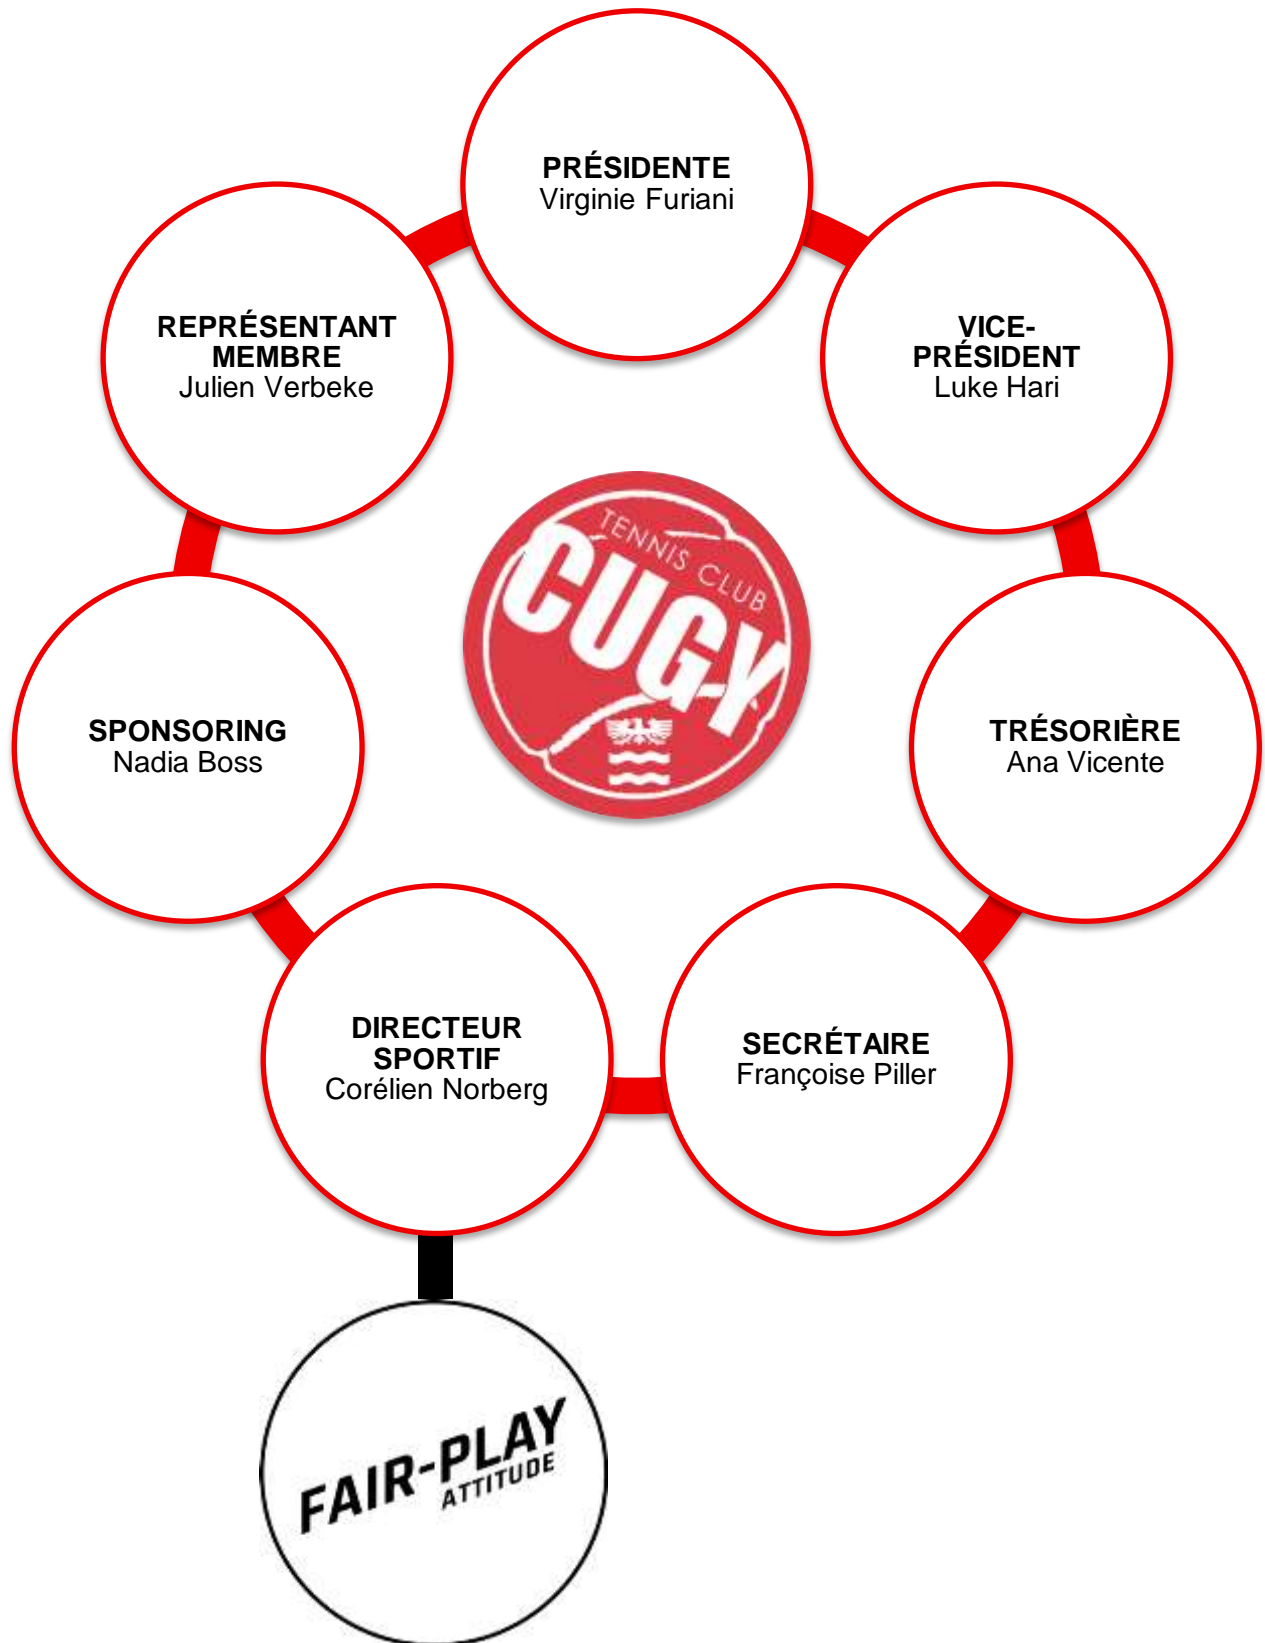 PRÉSIDENTE
Virginie Furiani
VICE-
PRÉSIDENT
Luke Hari
TRÉSORIÈRE
Ana Vicente
SECRÉTAIRE
Françoise Piller
DIRECTEUR
SPORTIF
Corélien Norberg
SPONSORING
Nadia Boss
REPRÉSENTANT
MEMBRE
Julien Verbeke
TENNIS CLUB
CUGY
FAIR-PLAY
ATTITUDE